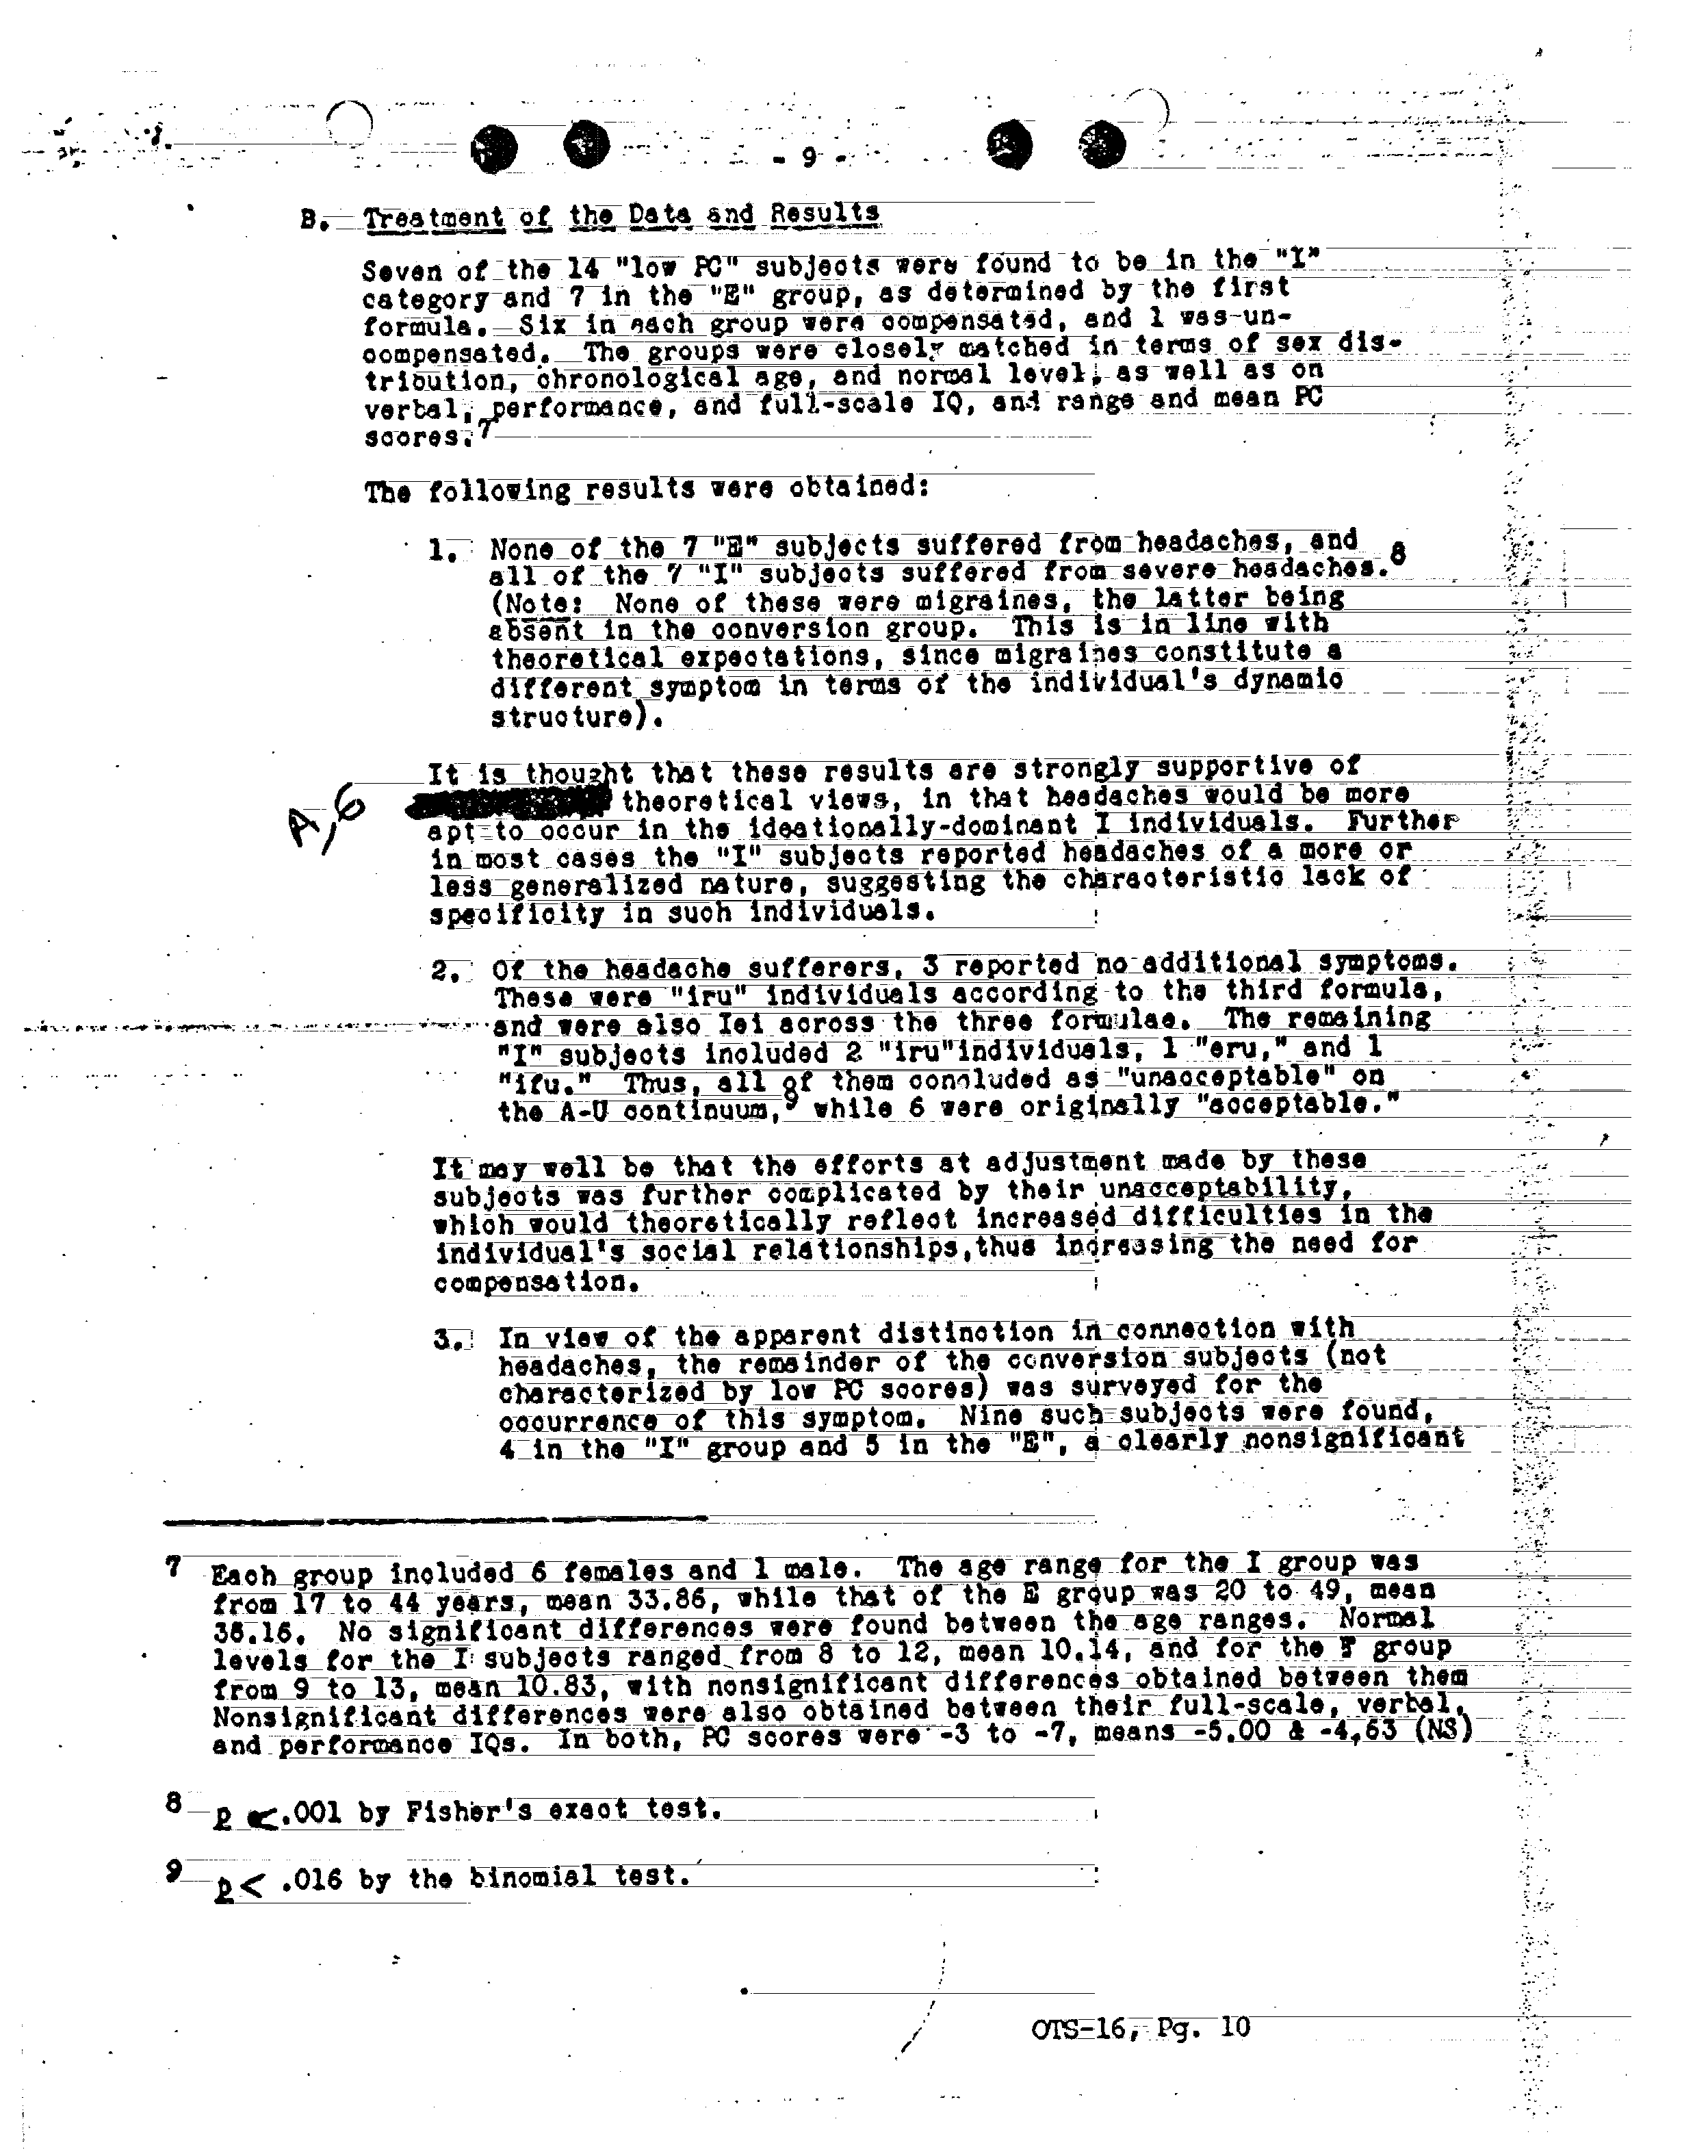 - 9 -
B. Treatment of the Data and Results
Seven of the 14 "low PC" subjects were found to be in the "I"
category and 7 in the "E" group, as determined by the first
formula. Six in each group were compensated, and 1 was un-
compensated. The groups were closely matched in terms of sex dis-
tribution, chronological age, and normal level, as well as on
verbal, performance, and full-scale IQ, and range and mean PC
scores.7
The following results were obtained:
1. None of the 7 "E" subjects suffered from headaches, and
all of the 7 "I" subjects suffered from severe headaches.8
(Note: None of these were migraines, the latter being
absent in the conversion group. This is in line with
theoretical expectations, since migraines constitute a
different symptom in terms of the individual's dynamic
structure).
It is thought that these results are strongly supportive of
A,6 theoretical views, in that headaches would be more
apt to occur in the ideationally-dominant I individuals. Further
in most cases the "I" subjects reported headaches of a more or
less generalized nature, suggesting the characteristic lack of
specificity in such individuals.
2. Of the headache sufferers, 3 reported no additional symptoms.
These were "iru" individuals according to the third formula,
and were also Iei across the three formulae. The remaining
"I" subjects included 2 "iru"individuals, 1 "eru," and 1
"ifu." Thus, all of them concluded as "unacceptable" on
the A-U continuum,9 while 6 were originally "acceptable."
It may well be that the efforts at adjustment made by these
subjects was further complicated by their unacceptability,
which would theoretically reflect increased difficulties in the
individual's social relationships,thus increasing the need for
compensation.
3. In view of the apparent distinction in connection with
headaches, the remainder of the conversion subjects (not
characterized by low PC scores) was surveyed for the
occurrence of this symptom. Nine such subjects were found,
4 in the "I" group and 5 in the "E", a clearly nonsignificant
7 Each group included 6 females and 1 male. The age range for the I group was
from 17 to 44 years, mean 33.86, while that of the E group was 20 to 49, mean
36.16. No significant differences were found between the age ranges. Normal
levels for the I subjects ranged from 8 to 12, mean 10.14, and for the E group
from 9 to 13, mean 10.83, with nonsignificant differences obtained between them
Nonsignificant differences were also obtained between their full-scale, verbal,
and performance IQs. In both, PC scores were -3 to -7, means -5.00 & -4.63 (NS)
8 p <.001 by Fisher's exact test.
9 p < .016 by the binomial test.
OTS-16, Pg. 10